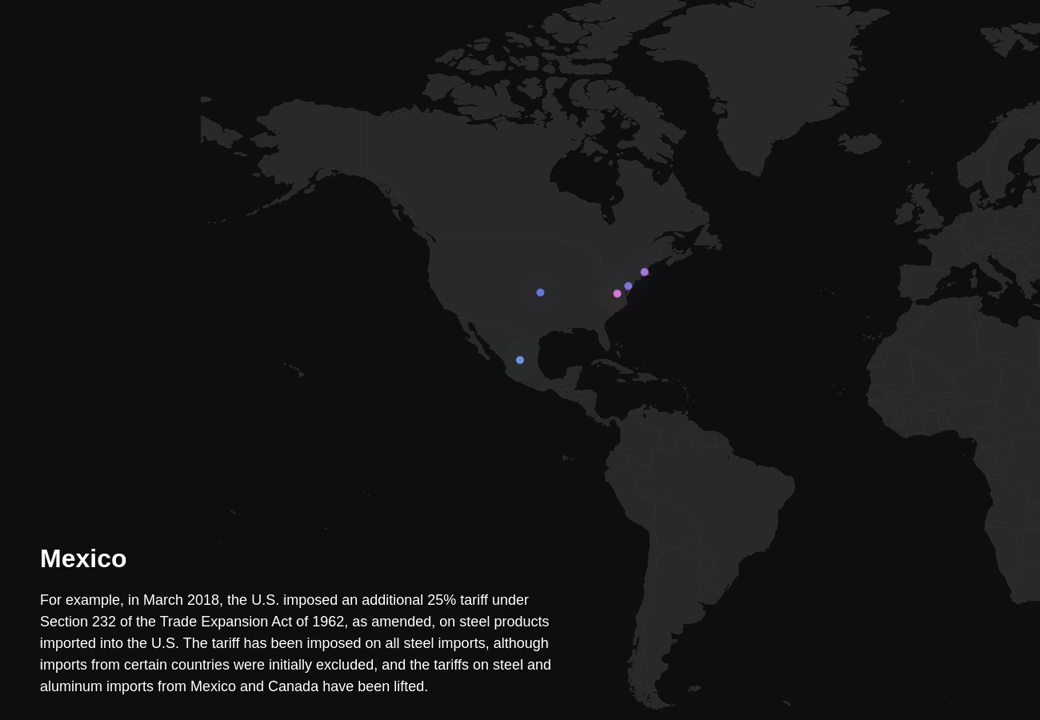 Mexico
For example, in March 2018, the U.S. imposed an additional 25% tariff under
Section 232 of the Trade Expansion Act of 1962, as amended, on steel products
imported into the U.S. The tariff has been imposed on all steel imports, although
imports from certain countries were initially excluded, and the tariffs on steel and
aluminum imports from Mexico and Canada have been lifted.